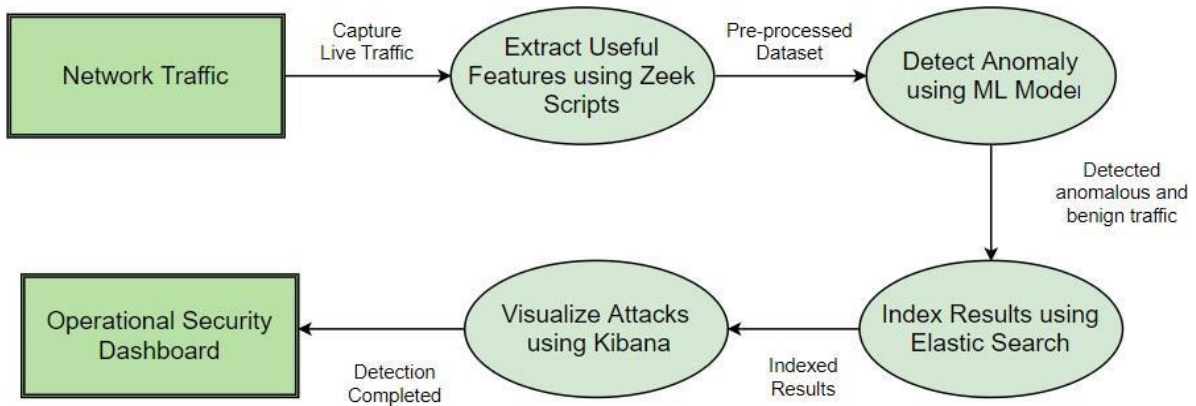 Network Traffic
Capture
Live Traffic
Extract Useful
Features using Zeek
Scripts
Pre-processed
Dataset
Detect Anomaly
using ML Model
Detected
anomalous and
benign traffic
Index Results using
Elastic Search
Indexed
Results
Visualize Attacks
using Kibana
Detection
Completed
Operational Security
Dashboard